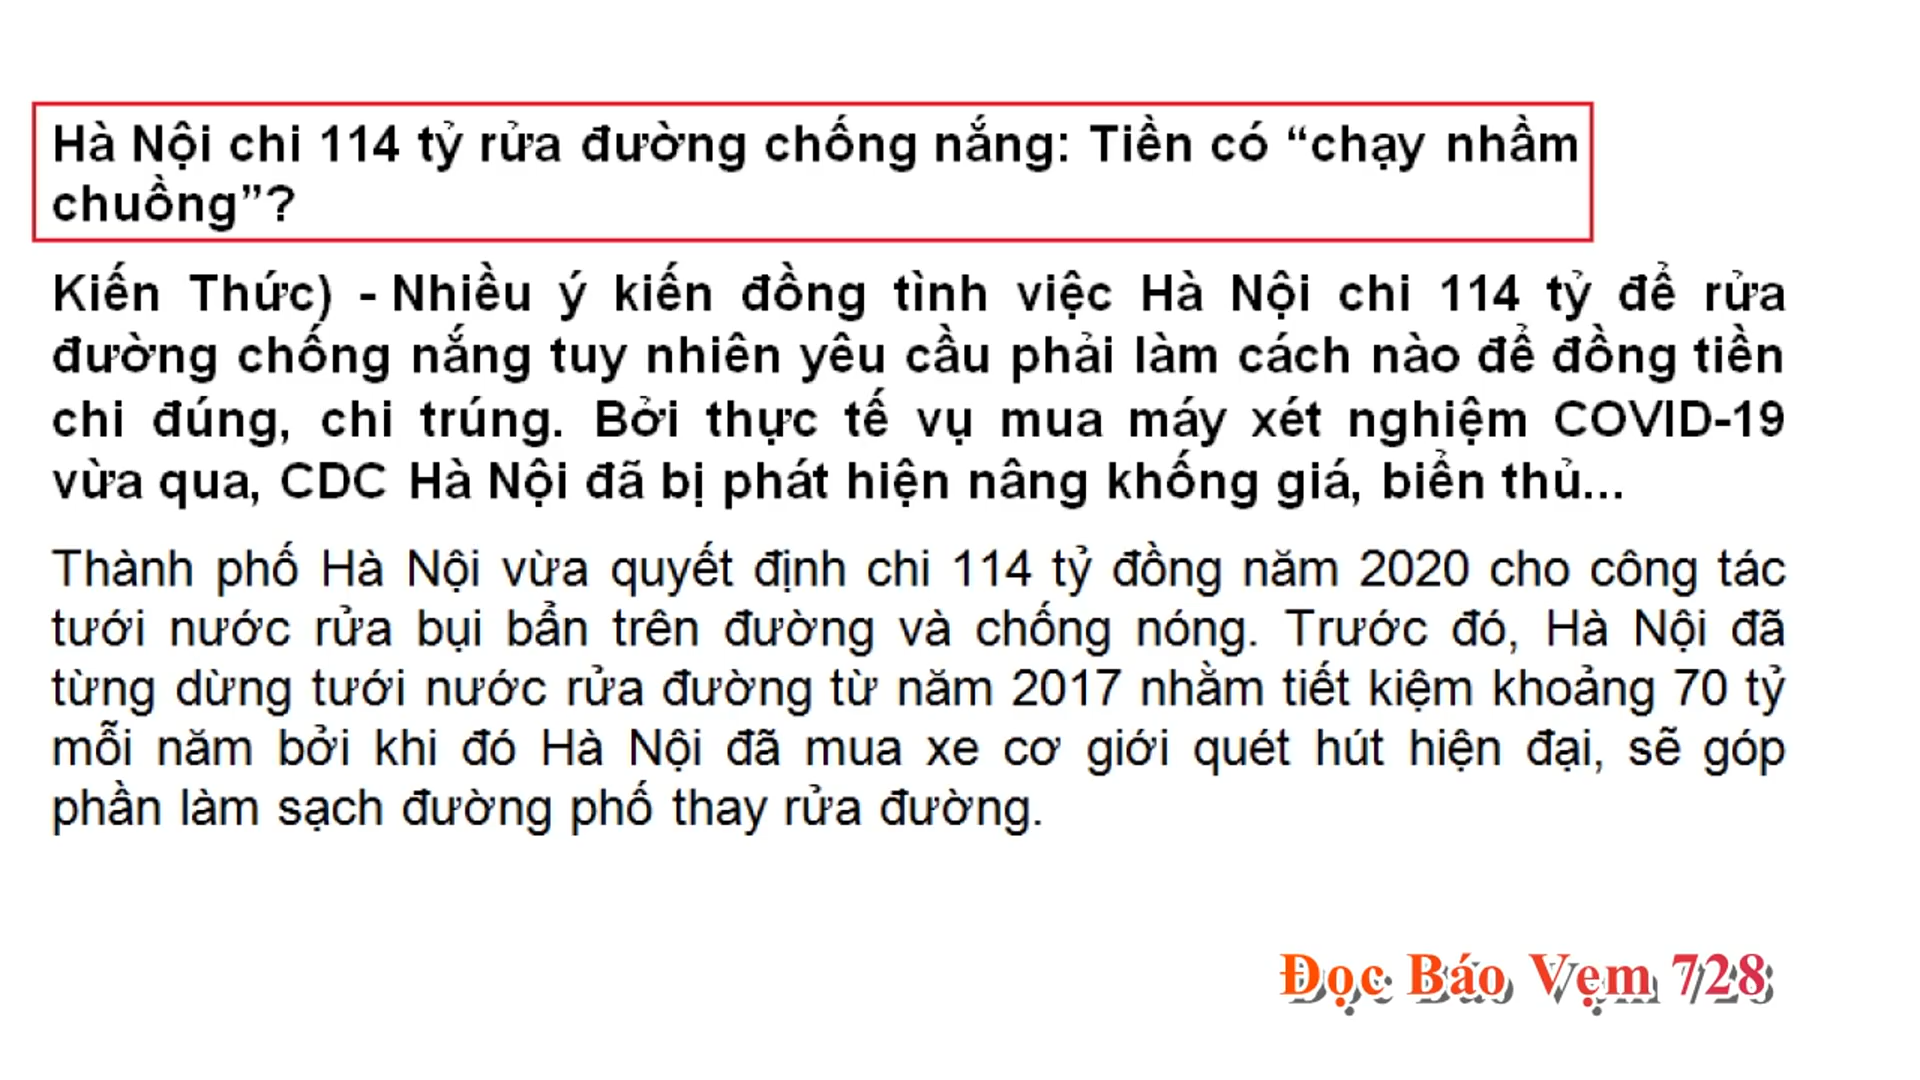 Hà Nội chi 114 tỷ rửa đường chống nắng: Tiền có “chạy nhầm
chuồng”?
Kiến Thức) - Nhiều ý kiến đồng tình việc Hà Nội chi 114 tỷ để rửa
đường chống nắng tuy nhiên yêu cầu phải làm cách nào để đồng tiền
chi đúng, chi trúng. Bởi thực tế vụ mua máy xét nghiệm COVID-19
vừa qua, CDC Hà Nội đã bị phát hiện nâng khống giá, biển thủ...
Thành phố Hà Nội vừa quyết định chi 114 tỷ đồng năm 2020 cho công tác
tưới nước rửa bụi bẩn trên đường và chống nóng. Trước đó, Hà Nội đã
từng dừng tưới nước rửa đường từ năm 2017 nhằm tiết kiệm khoảng 70 tỷ
mỗi năm bởi khi đó Hà Nội đã mua xe cơ giới quét hút hiện đại, sẽ góp
phần làm sạch đường phố thay rửa đường.
Đọc Báo Vẹm 728